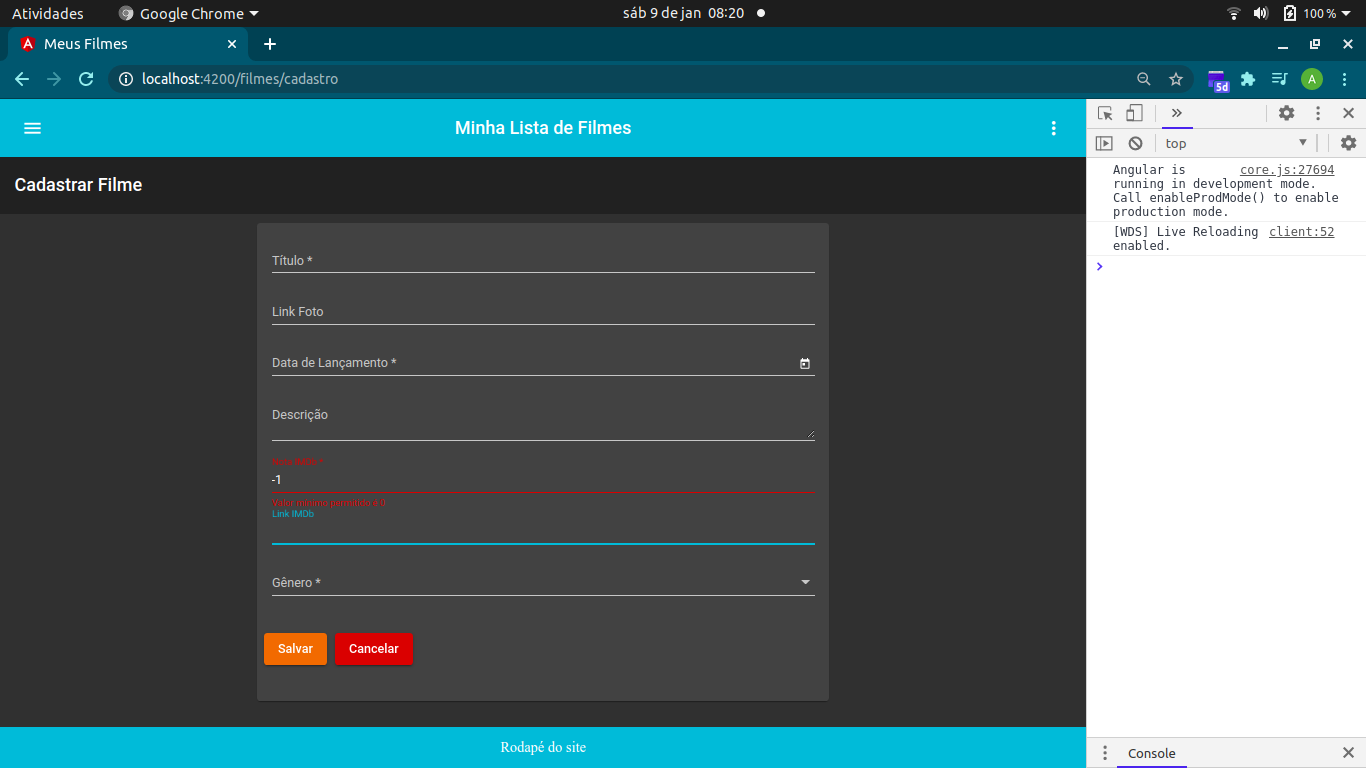 Atividades
Google Chrome
sáb 9 de jan 08:20
100 %
Meus Filmes
localhost:4200/filmes/cadastro
5d
A
Minha Lista de Filmes
Cadastrar Filme
Título *
Link Foto
Data de Lançamento *
Descrição
-1
Link IMDb
Gênero *
Salvar
Cancelar
Rodapé do site
top
Angular is core.js:27694
running in development mode.
Call enableProdMode() to enable
production mode.
[WDS] Live Reloading client:52
enabled.
Console